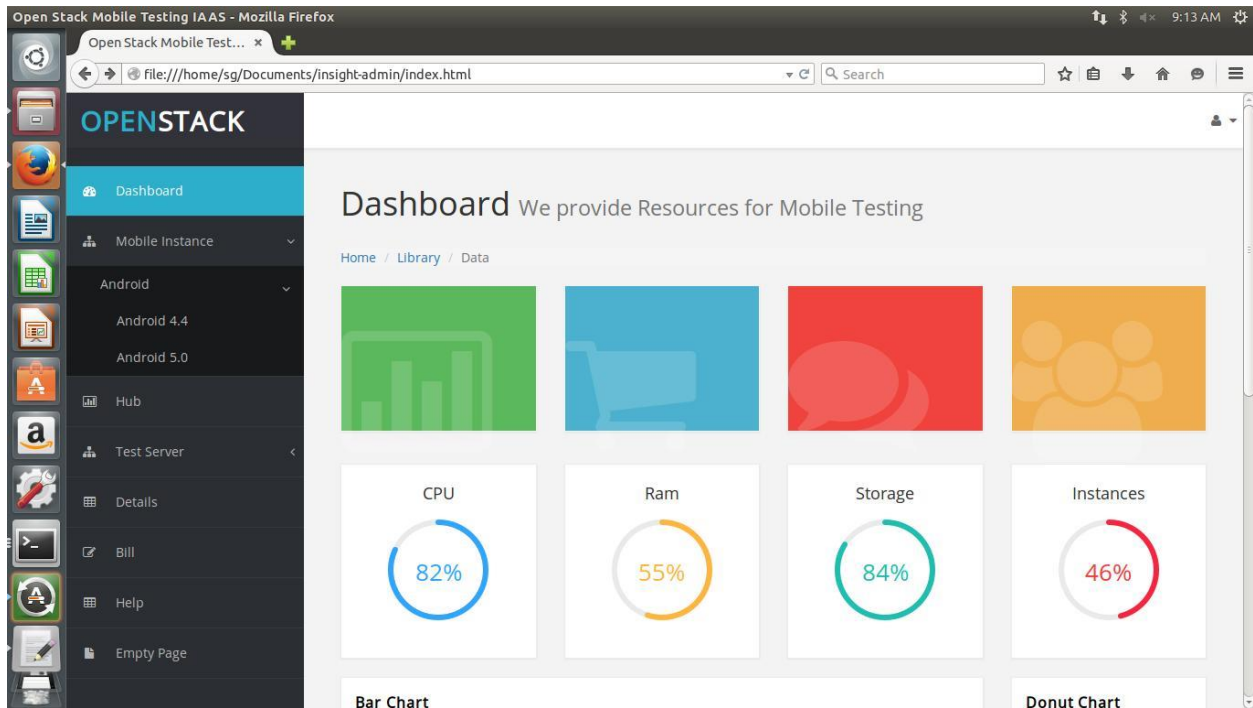 Open Stack Mobile Testing IAAS - Mozilla Firefox
9:13 AM
Open Stack Mobile Test...
file:///home/sg/Documents/insight-admin/index.html
Search
OPENSTACK
Dashboard
Mobile Instance
Android
Android 4.4
Android 5.0
Hub
Test Server
Details
Bill
Help
Empty Page
Dashboard We provide Resources for Mobile Testing
Home / Library / Data
CPU
82%
Ram
55%
Storage
84%
Instances
46%
Bar Chart
Donut Chart